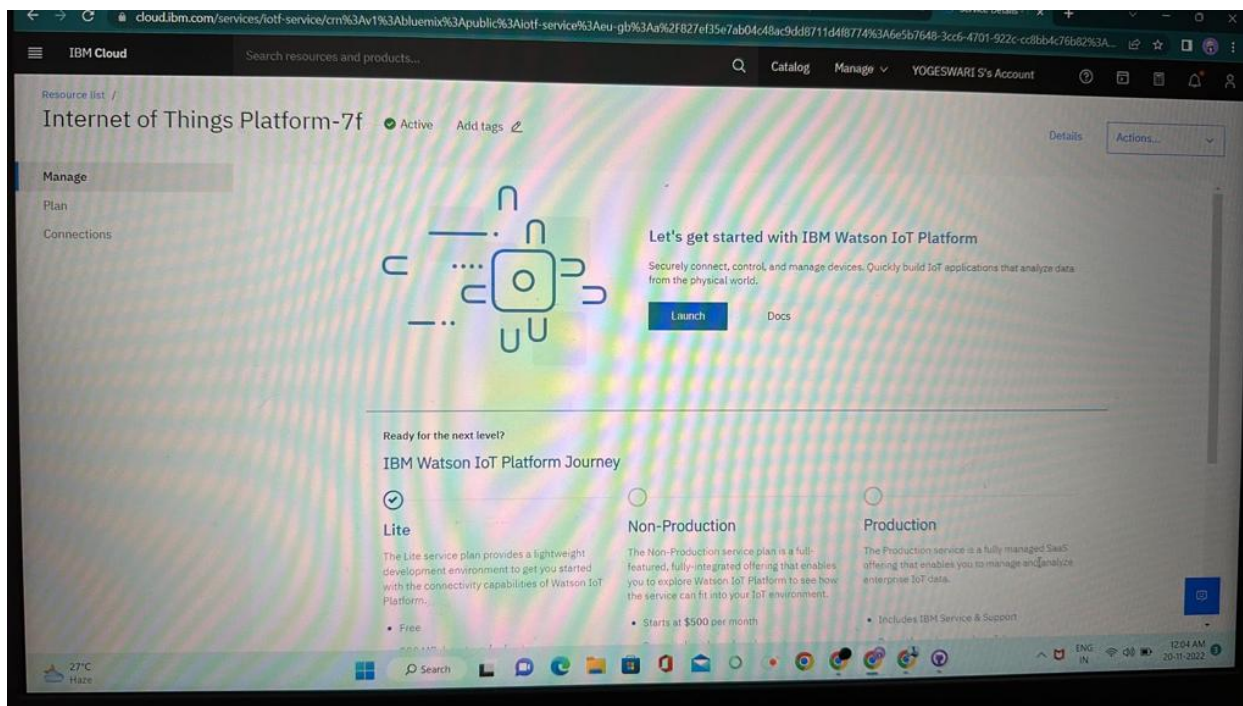 cloud.ibm.com/services/iotf-service/crn%3Av1%3Abluemix%3Apublic%3Aiotf-service%3Aeu-gb%3Aa%2F827ef35e7ab04c48ac9dd8711d4f8774%3A6e5b7648-3cc6-4701-922c-cc8bb4c76b82%3A...
IBM Cloud
Search resources and products...
Catalog
Manage
YOGESWARI S's Account
Resource list /
Internet of Things Platform-7f
Active
Add tags
Details
Actions...
Manage
Plan
Connections
Let's get started with IBM Watson IoT Platform
Securely connect, control, and manage devices. Quickly build IoT applications that analyze data
from the physical world.
Launch
Docs
Ready for the next level?
IBM Watson IoT Platform Journey
Lite
The Lite service plan provides a lightweight
development environment to get you started
with the connectivity capabilities of Watson IoT
Platform.
• Free
Non-Production
The Non-Production service plan is a full-
featured, fully-integrated offering that enables
you to explore Watson IoT Platform to see how
the service can fit into your IoT environment.
• Starts at $500 per month
Production
The Production service is a fully managed SaaS
offering that enables you to manage and analyze
enterprise IoT data.
• Includes IBM Service & Support
27°C
Haze
Search
ENG
IN
12:04 AM
20-11-2022